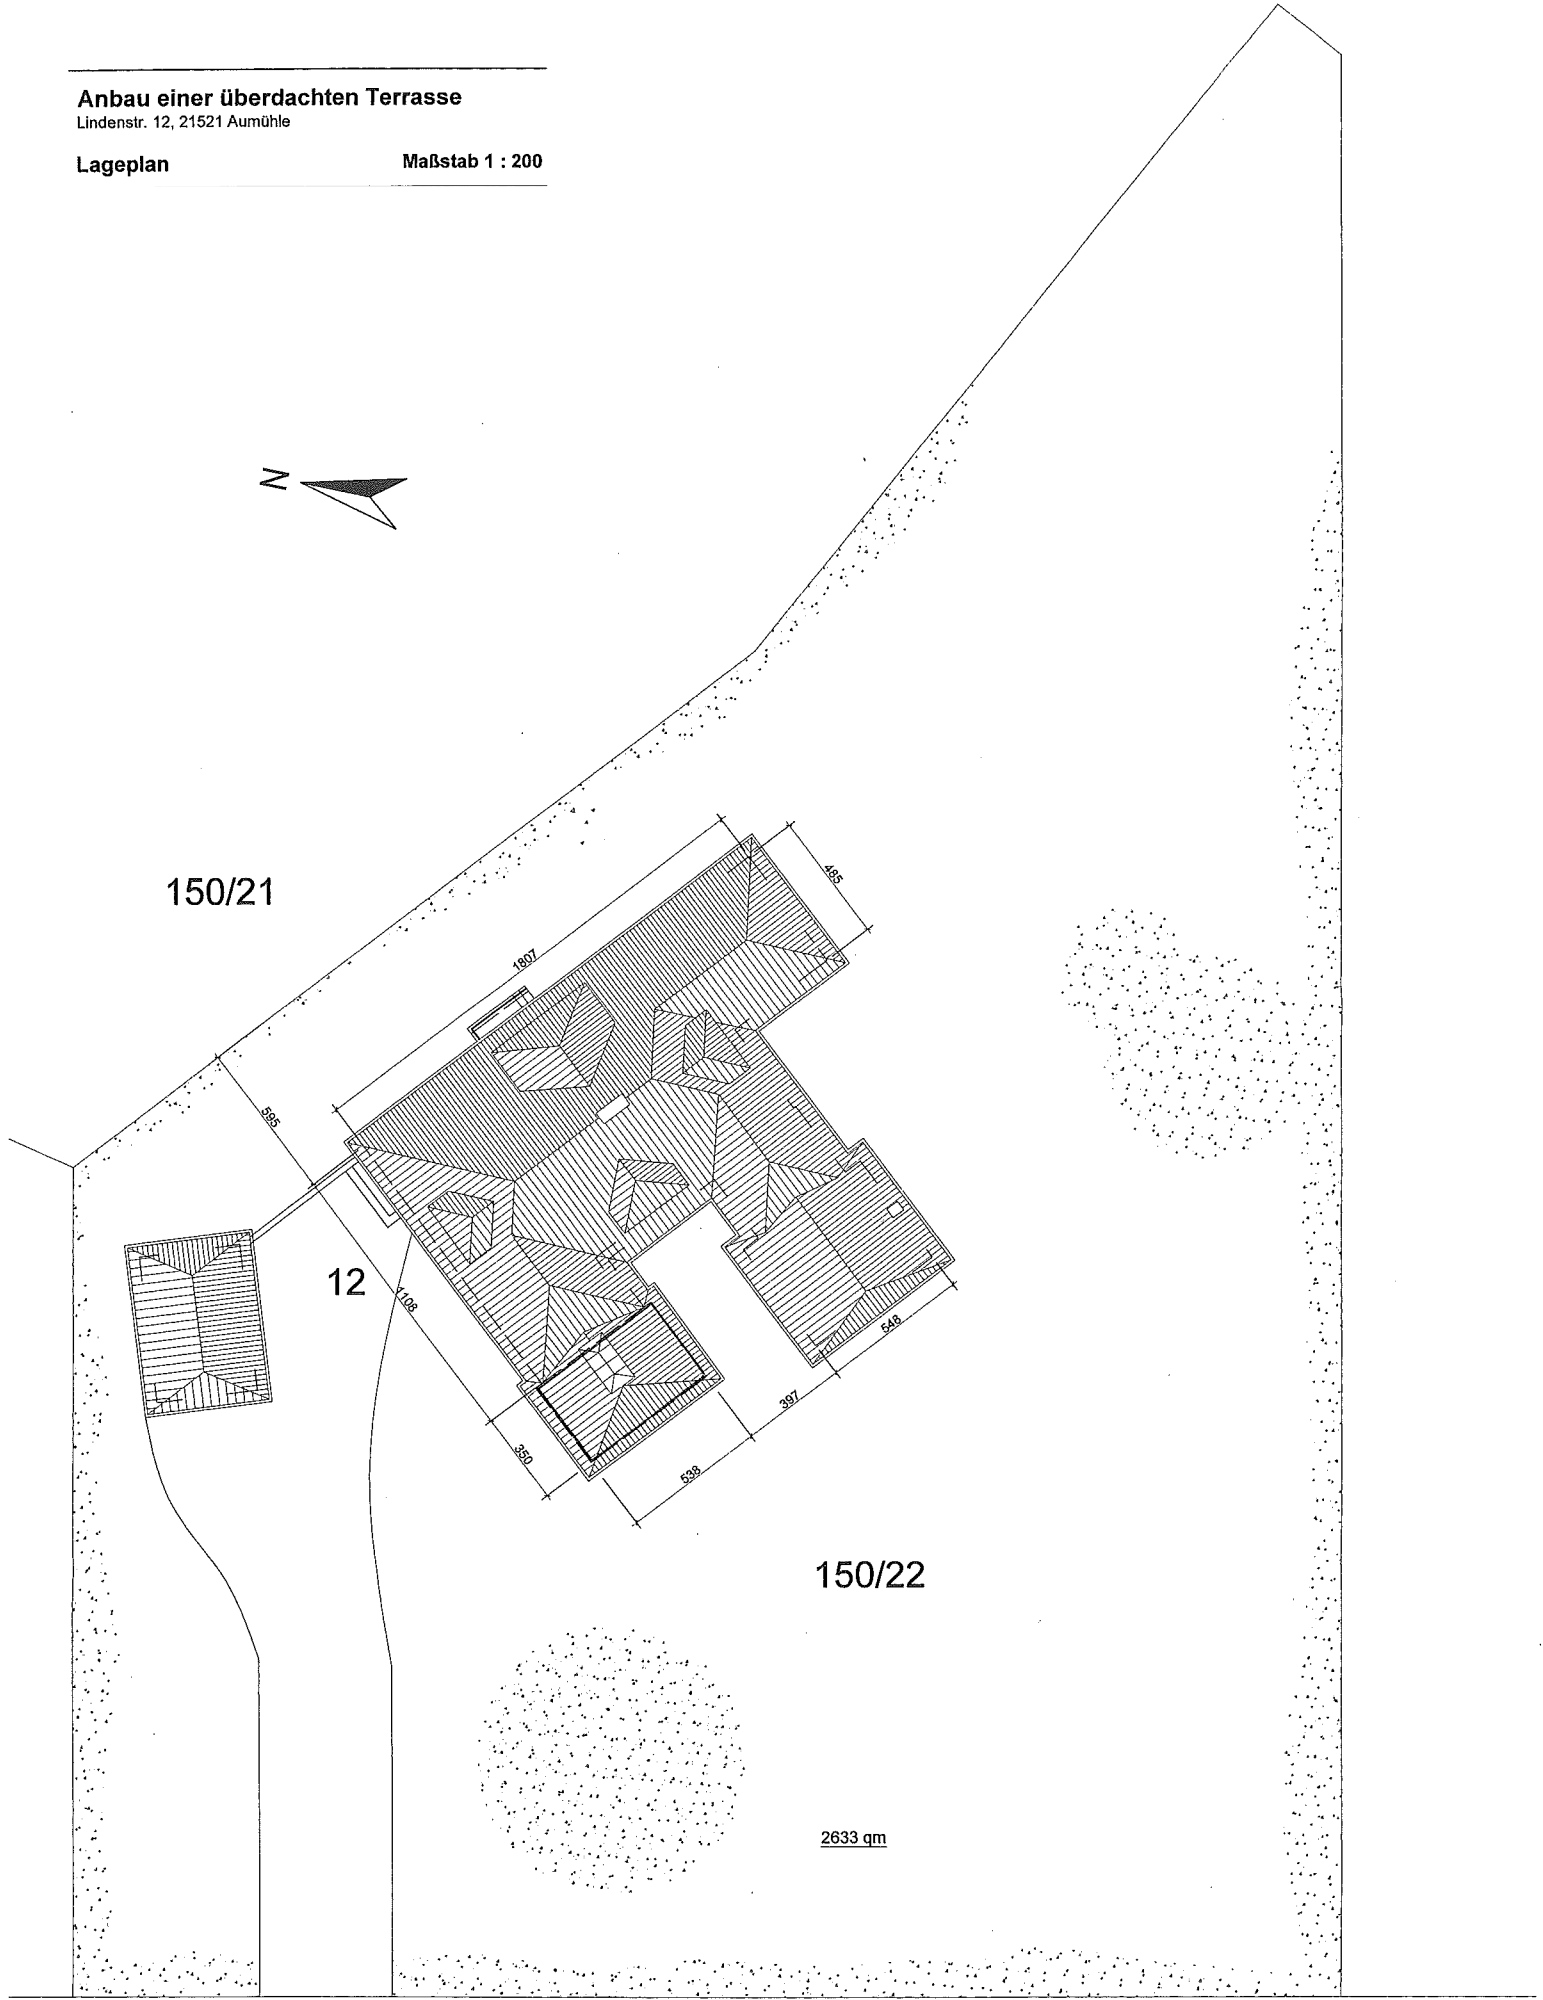 Anbau einer überdachten Terrasse
Lindenstr. 12, 21521 Aumühle
Lageplan Maßstab 1 : 200
N
150/21
485
1807
595
12
1108
548
397
350
538
150/22
2633 qm